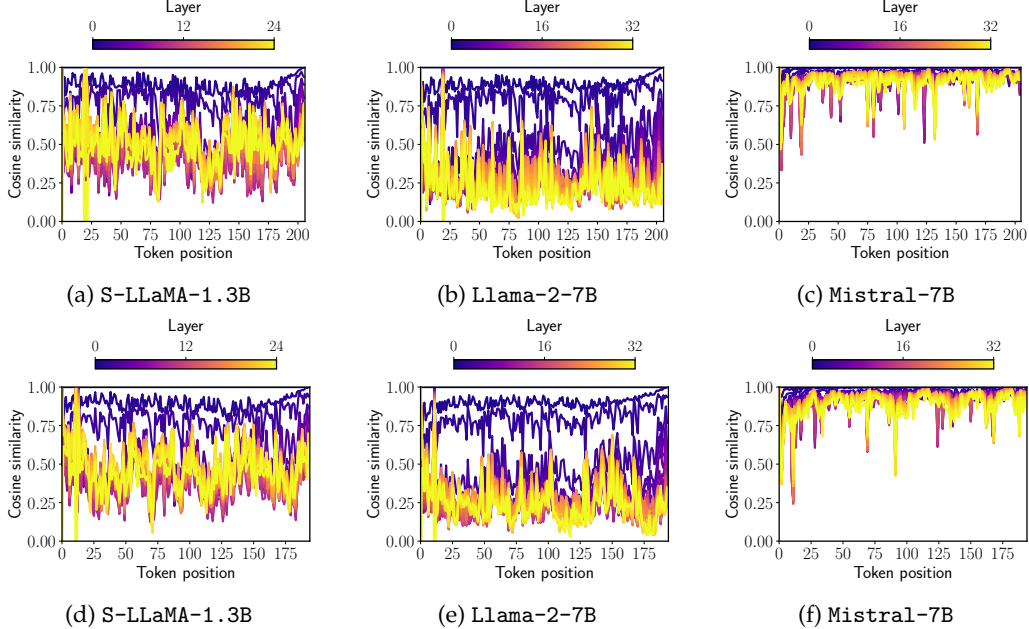 Layer
0 12 24
Layer
0 16 32
Layer
0 16 32
Cosine similarity
1.00
0.75
0.50
0.25
0.00
0 25 50 75 100 125 150 175 200
Token position
Cosine similarity
1.00
0.75
0.50
0.25
0.00
0 25 50 75 100 125 150 175 200
Token position
Cosine similarity
1.00
0.75
0.50
0.25
0.00
0 25 50 75 100 125 150 175 200
Token position
(a) S-LLaMA-1.3B
(b) Llama-2-7B
(c) Mistral-7B
Layer
0 12 24
Layer
0 16 32
Layer
0 16 32
Cosine similarity
1.00
0.75
0.50
0.25
0.00
0 25 50 75 100 125 150 175
Token position
Cosine similarity
1.00
0.75
0.50
0.25
0.00
0 25 50 75 100 125 150 175
Token position
Cosine similarity
1.00
0.75
0.50
0.25
0.00
0 25 50 75 100 125 150 175
Token position
(d) S-LLaMA-1.3B
(e) Llama-2-7B
(f) Mistral-7B